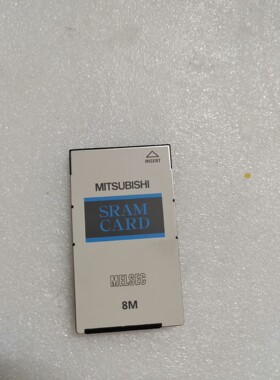 INSERT
MITSUBISHI
SRAM
CARD
MELSEC
8M